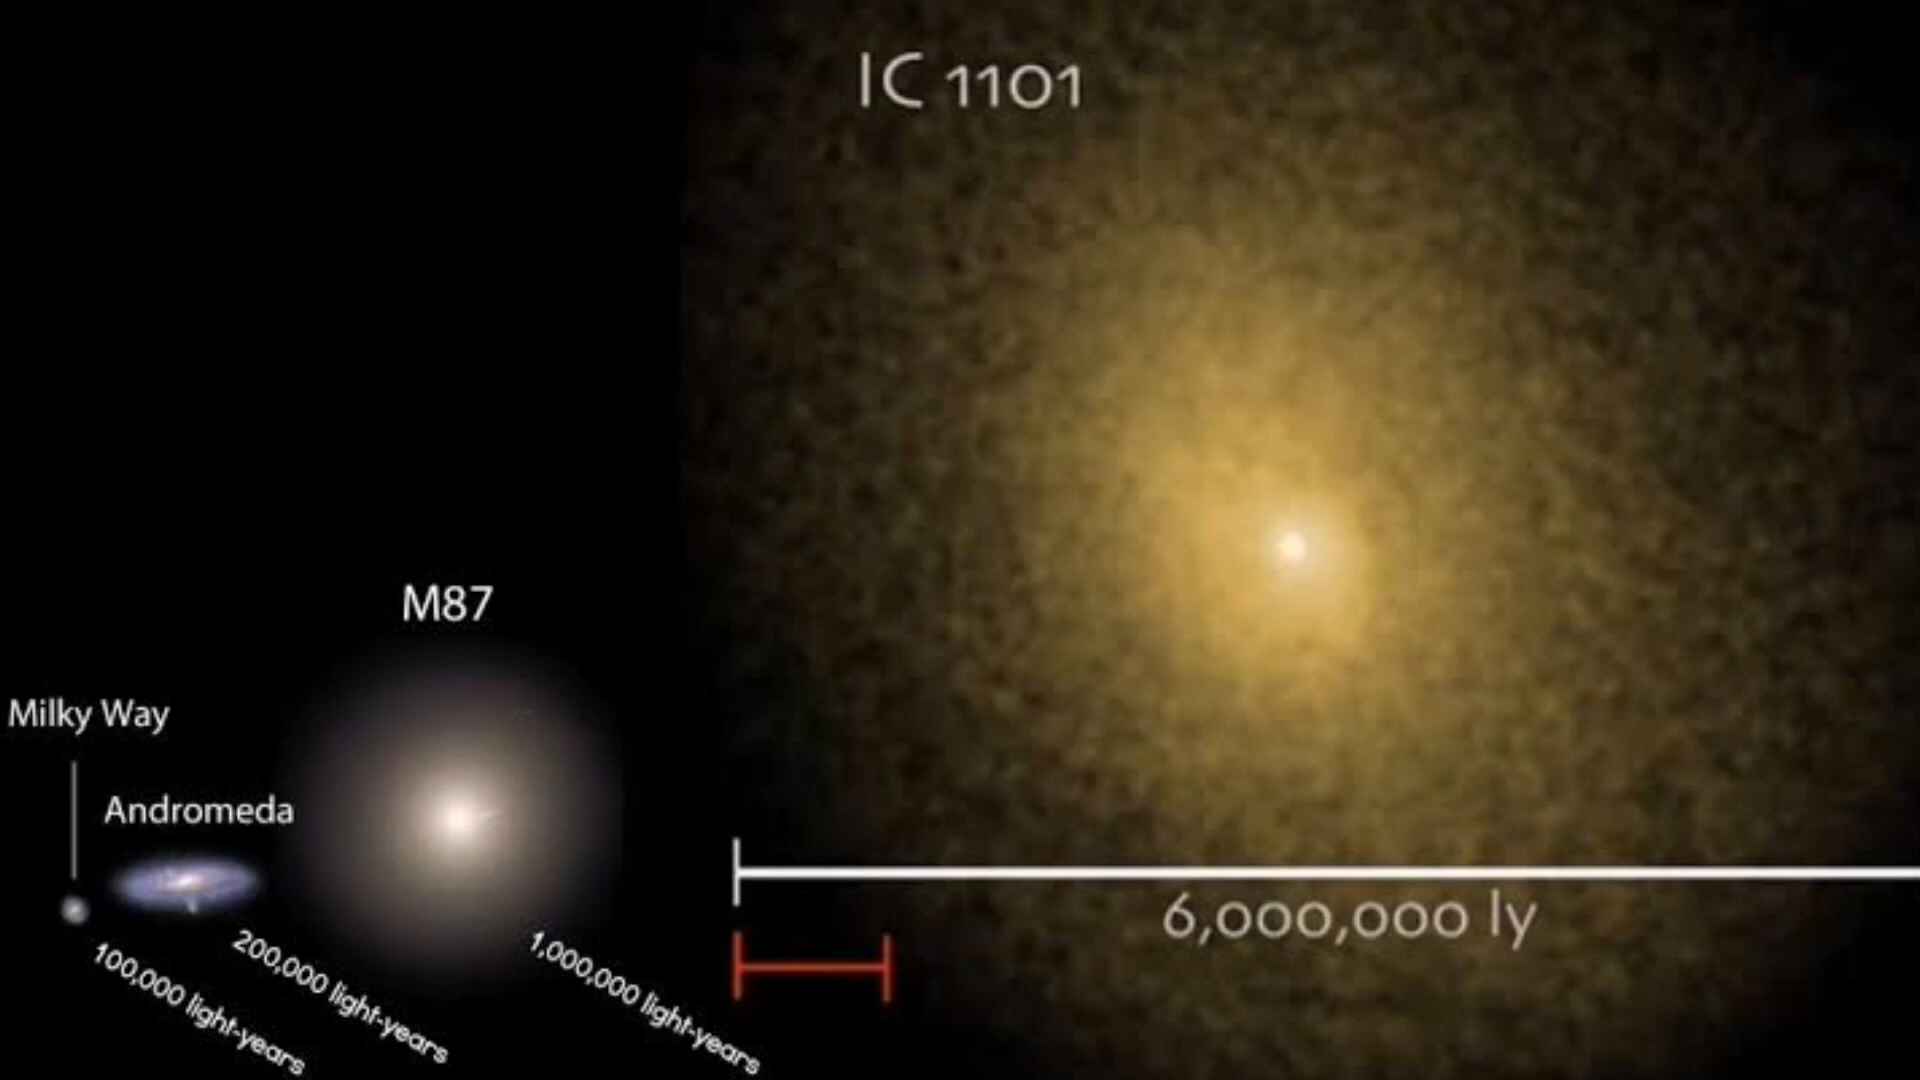 IC 1101
M87
Milky Way
Andromeda
100,000 light-years
200,000 light-years
1,000,000 light-years
6,000,000 ly